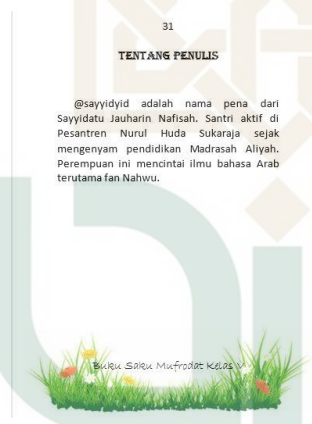 31
TENTANG PENULIS
@sayyidyid adalah nama pena dari
Sayyidatu Jauharin Nafisah. Santri aktif di
Pesantren Nurul Huda Sukaraja sejak
mengenyam pendidikan Madrasah Aliyah.
Perempuan ini mencintai ilmu bahasa Arab
terutama fan Nahwu.
Buku Saku Mufrodat Kelas V